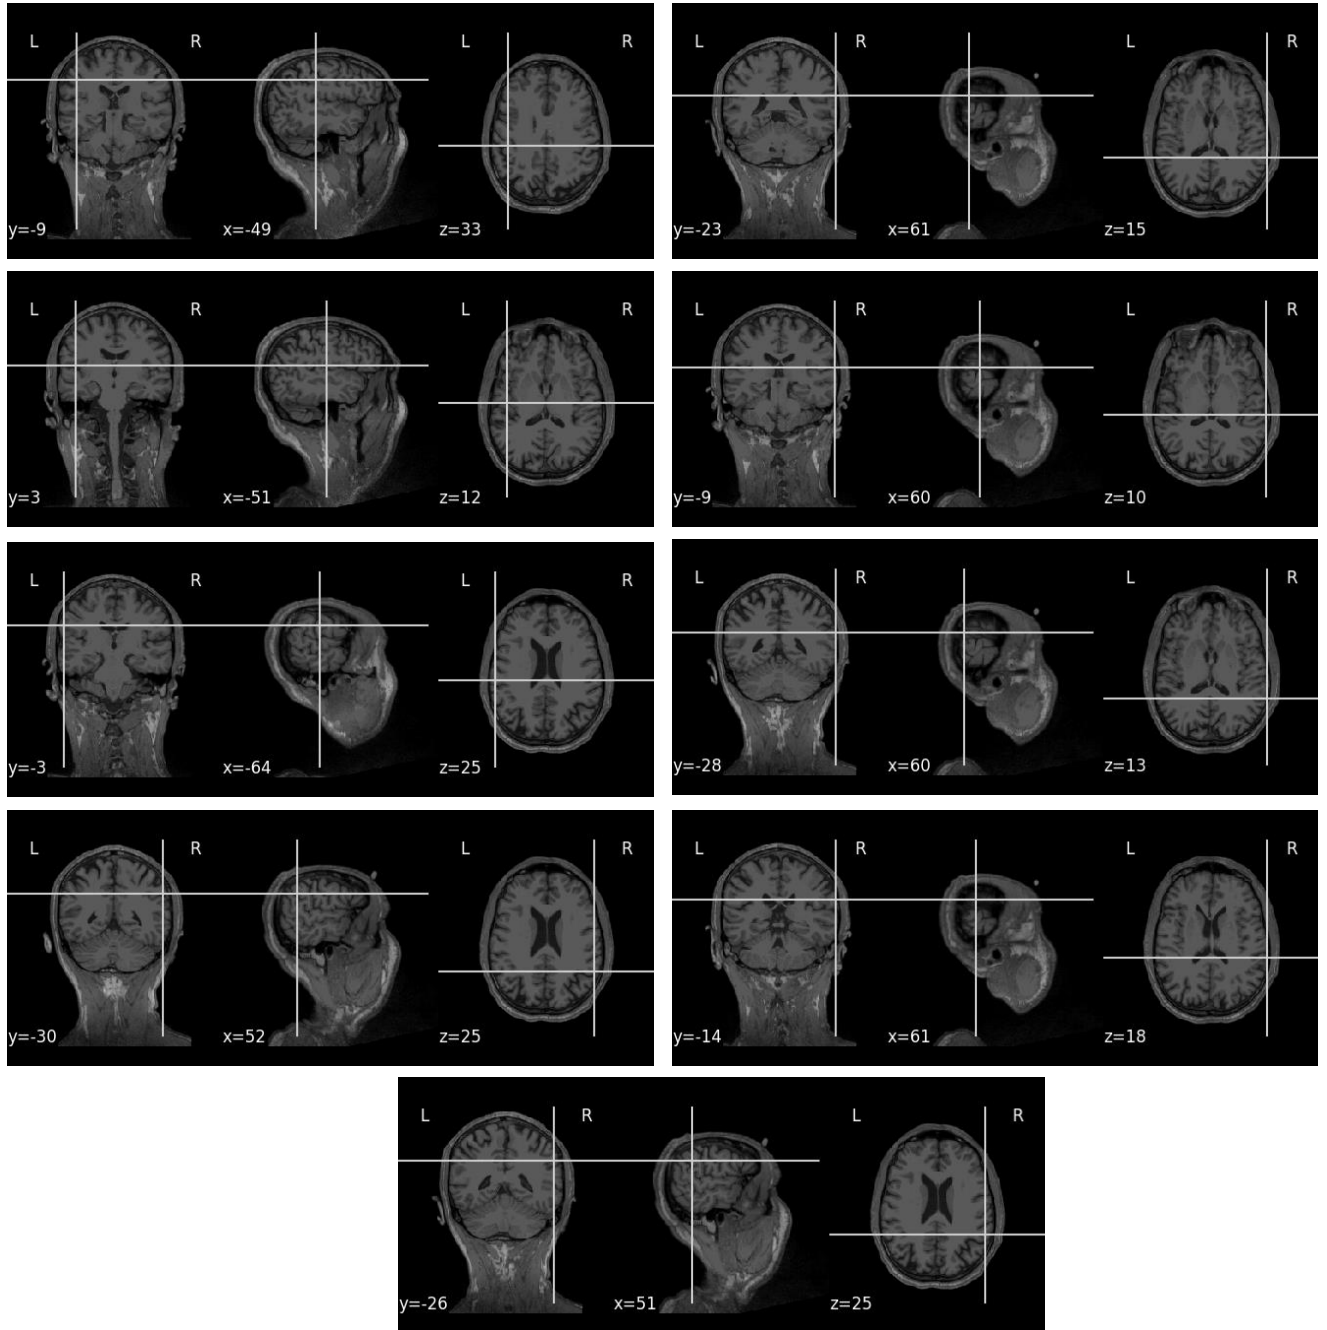 L R L R
y=-9 x=-49 z=33
L R L R
y=-23 x=61 z=15
L R L R
y=3 x=-51 z=12
L R L R
y=-9 x=60 z=10
L R L R
y=-3 x=-64 z=25
L R L R
y=-28 x=60 z=13
L R L R
y=-30 x=52 z=25
L R L R
y=-14 x=61 z=18
L R L R
y=-26 x=51 z=25